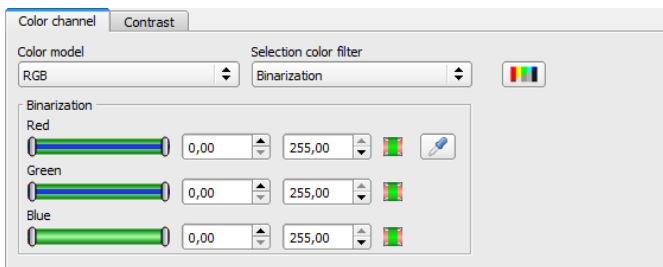 Color channel Contrast
Color model Selection color filter
RGB Binarization
Binarization
Red
0,00 255,00
Green
0,00 255,00
Blue
0,00 255,00